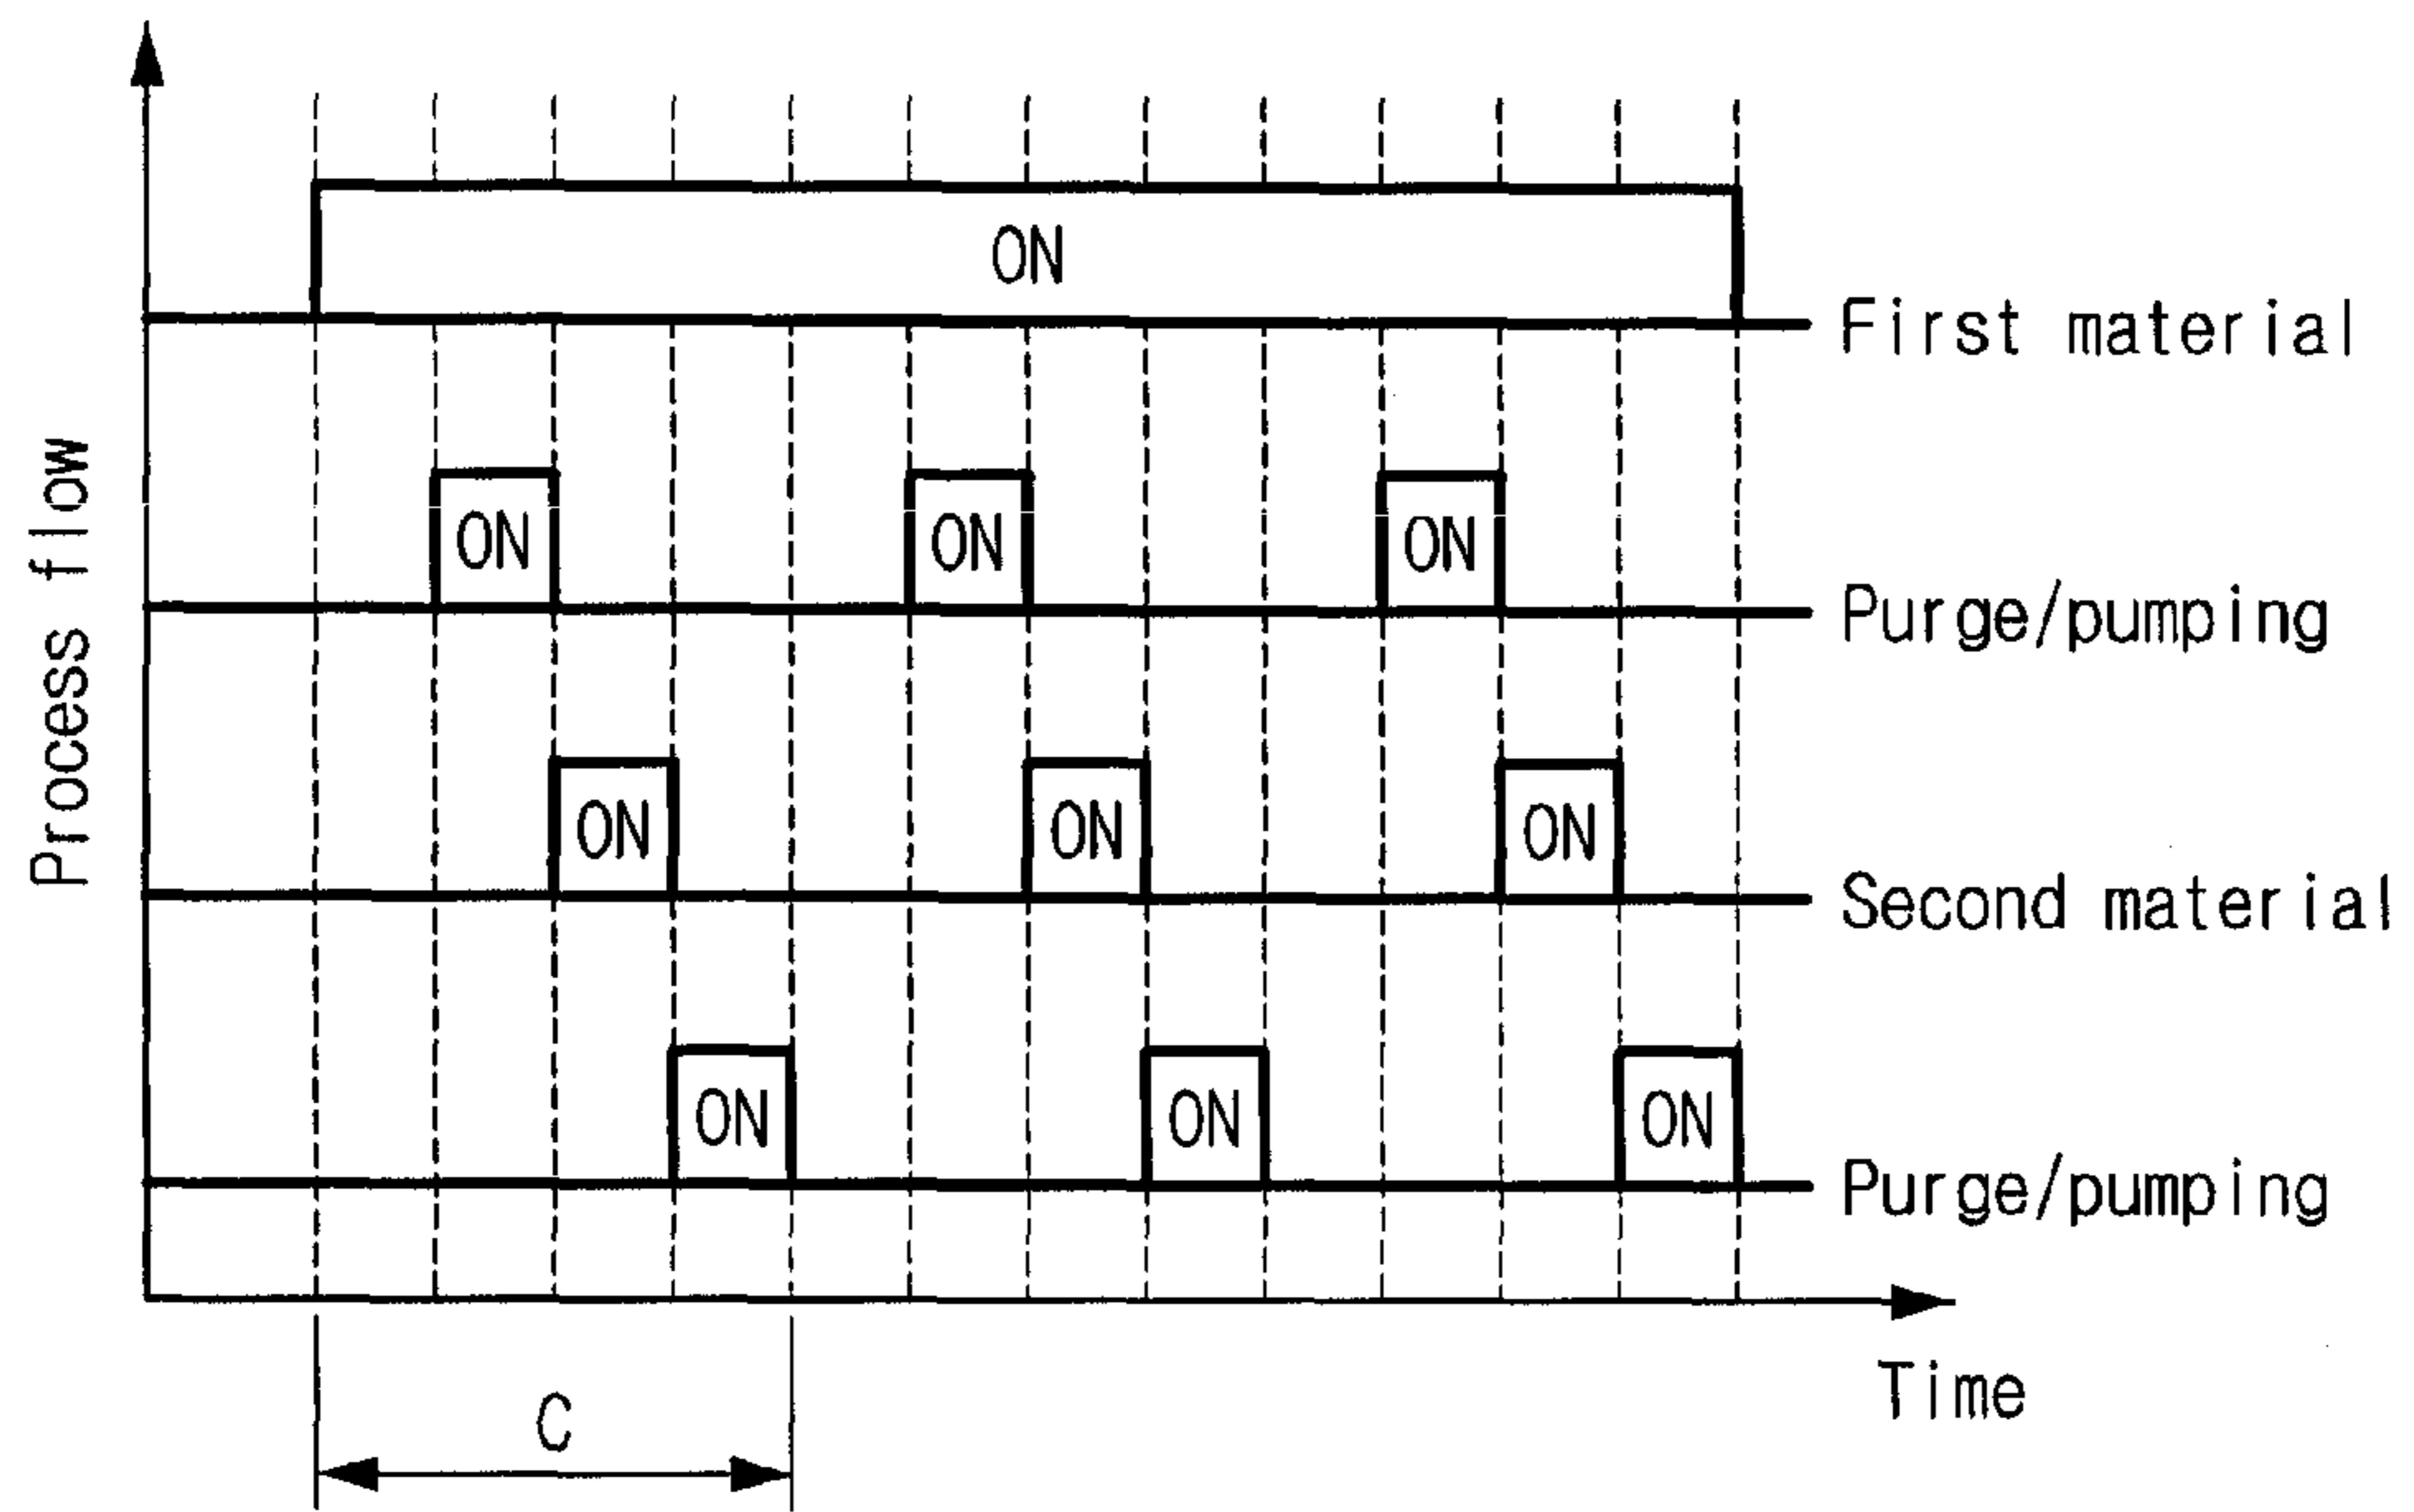 ON
First material
ON ON ON
Purge/pumping
Process flow
ON ON ON
Second material
ON ON ON
Purge/pumping
Time
C